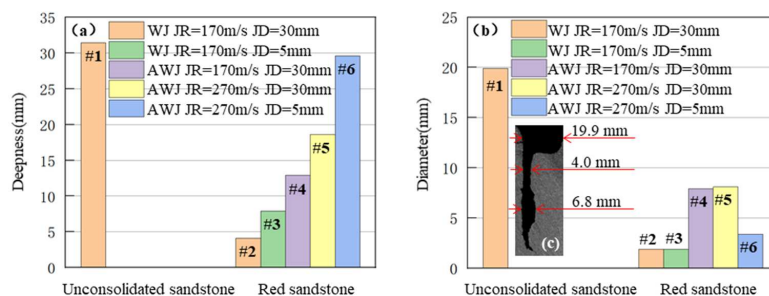 (a)
WJ JR=170m/s JD=30mm
WJ JR=170m/s JD=5mm
AWJ JR=170m/s JD=30mm
AWJ JR=270m/s JD=30mm
AWJ JR=270m/s JD=5mm
Deepness(mm)
35
30
25
20
15
10
5
0
#1
#2
#3
#4
#5
#6
Unconsolidated sandstone
Red sandstone
(b)
WJ JR=170m/s JD=30mm
WJ JR=170m/s JD=5mm
AWJ JR=170m/s JD=30mm
AWJ JR=270m/s JD=30mm
AWJ JR=270m/s JD=5mm
Diameter(mm)
25
20
15
10
5
0
#1
19.9 mm
4.0 mm
6.8 mm
(c)
#2
#3
#4
#5
#6
Unconsolidated sandstone
Red sandstone